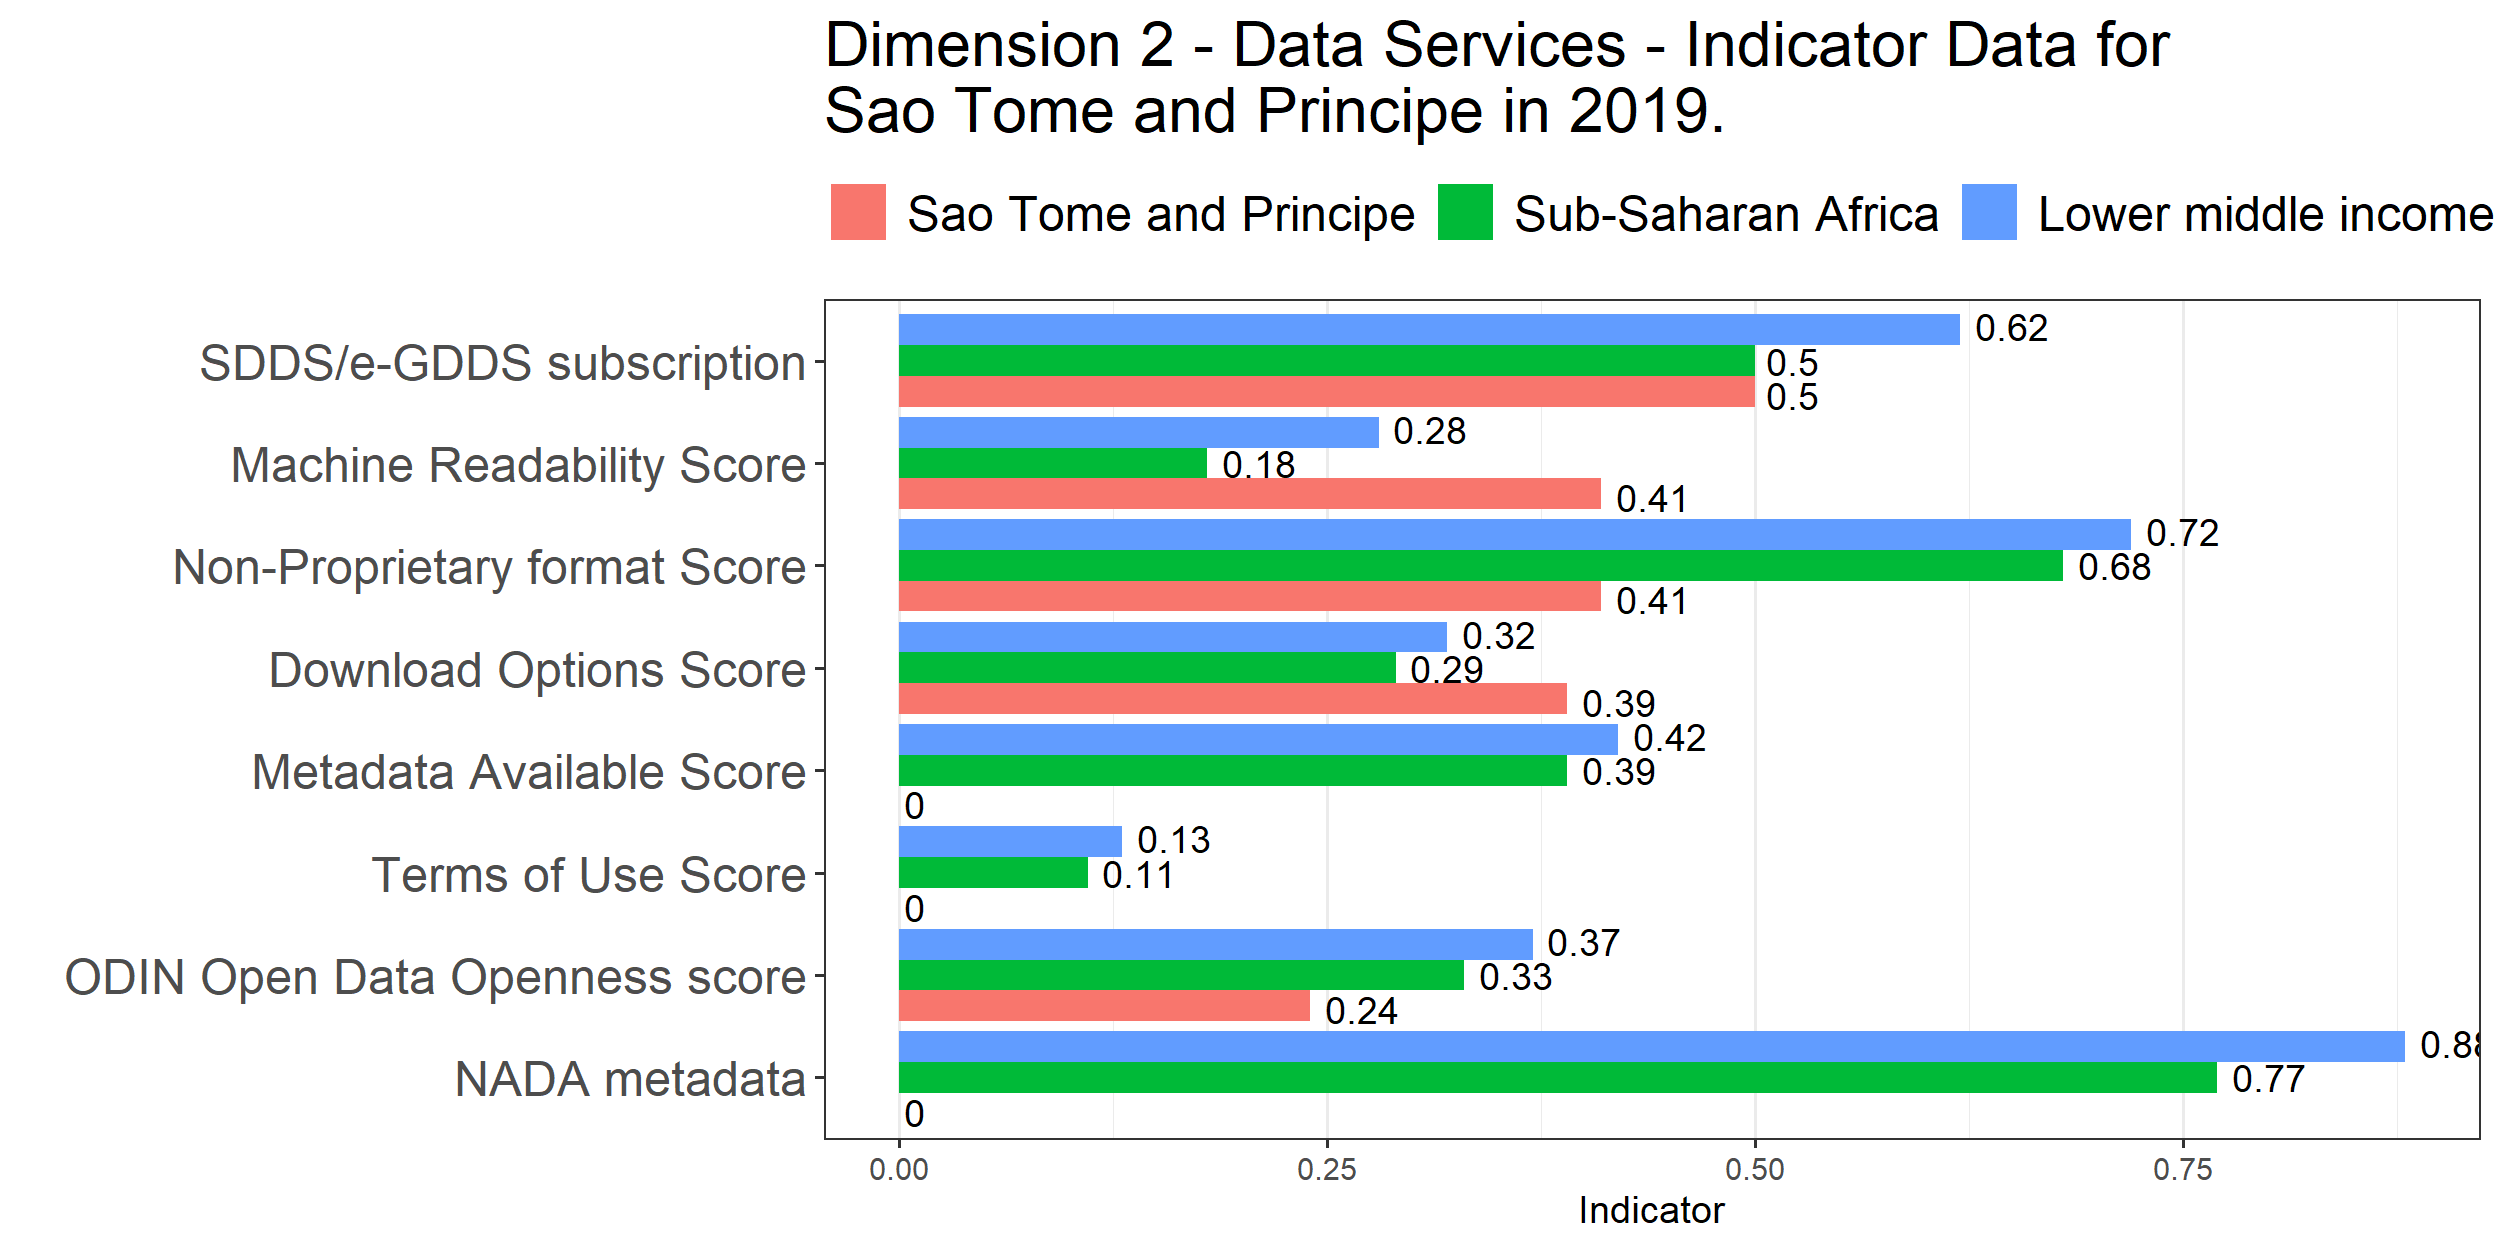 Dimension 2 - Data Services - Indicator Data for
Sao Tome and Principe in 2019.
Sao Tome and Principe
Sub-Saharan Africa
Lower middle income
SDDS/e-GDDS subscription
0.62
0.5
0.5
Machine Readability Score
0.28
0.18
0.41
Non-Proprietary format Score
0.72
0.68
0.41
Download Options Score
0.32
0.29
0.39
Metadata Available Score
0.42
0.39
0
Terms of Use Score
0.13
0.11
0
ODIN Open Data Openness score
0.37
0.33
0.24
NADA metadata
0.88
0.77
0
0.00
0.25
0.50
0.75
Indicator